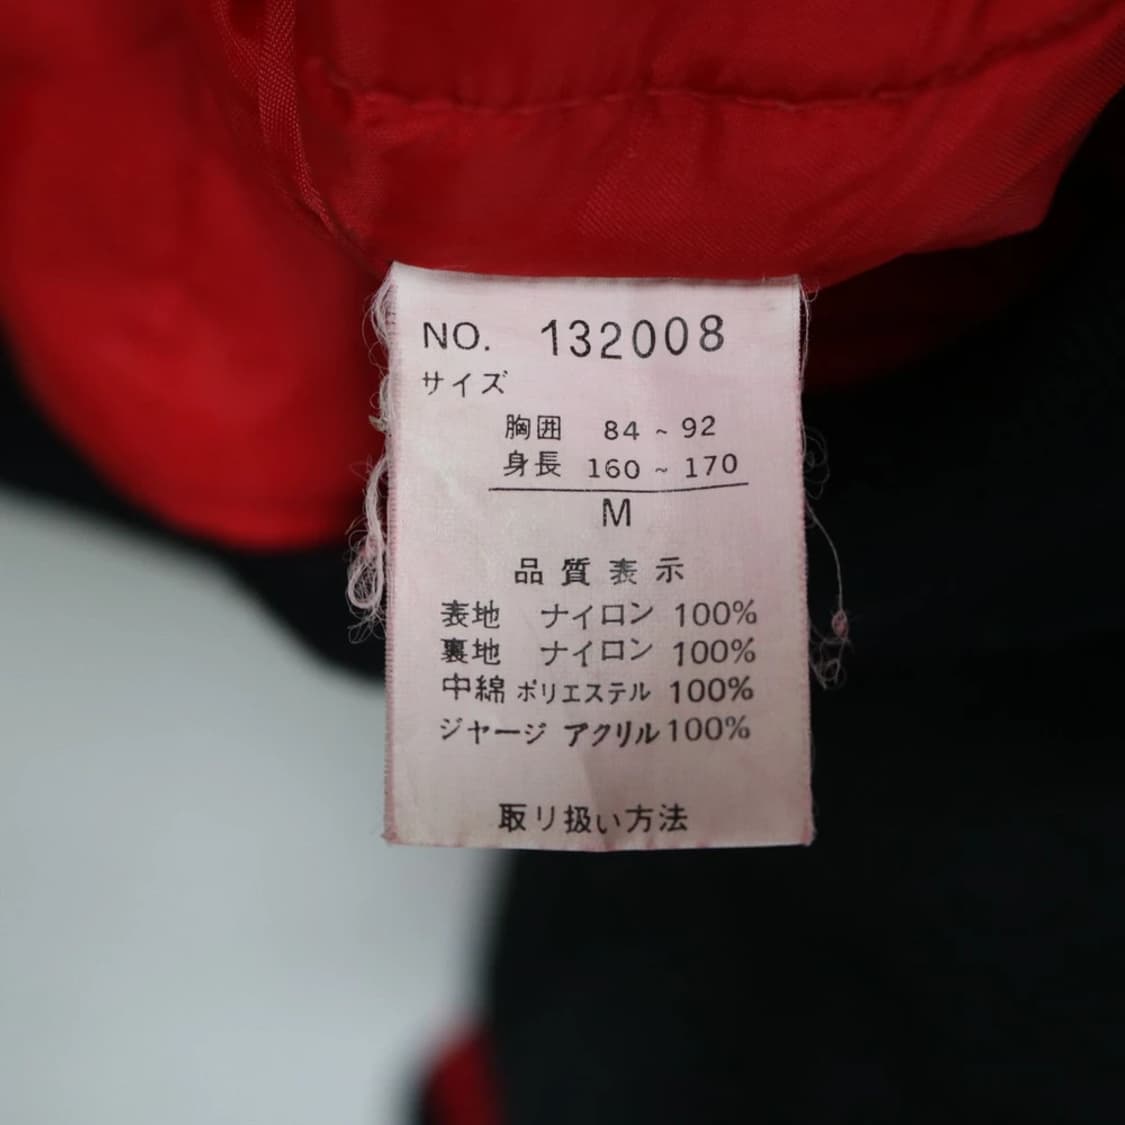 NO. 132008
サイズ
胸囲 84 ~ 92
身長 160 ~ 170
M
品質表示
表地 ナイロン 100%
裏地 ナイロン 100%
中綿 ポリエステル 100%
ジャージ アクリル 100%
取り扱い方法